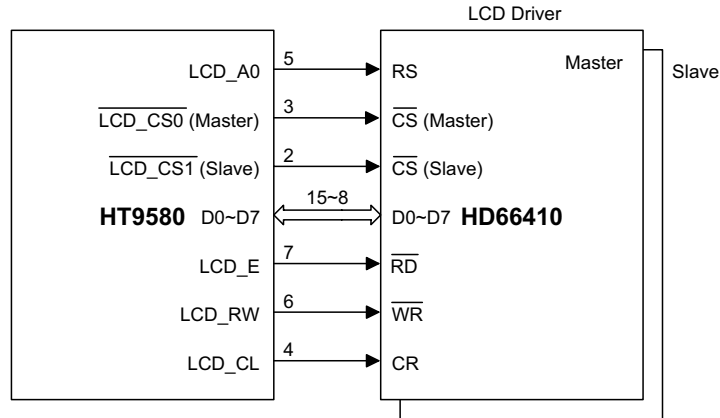 LCD Driver
LCD_A0 5 RS Master Slave
LCD_CS0 (Master) 3 CS (Master)
LCD_CS1 (Slave) 2 CS (Slave)
HT9580 D0~D7 15~8 D0~D7 HD66410
LCD_E 7 RD
LCD_RW 6 WR
LCD_CL 4 CR